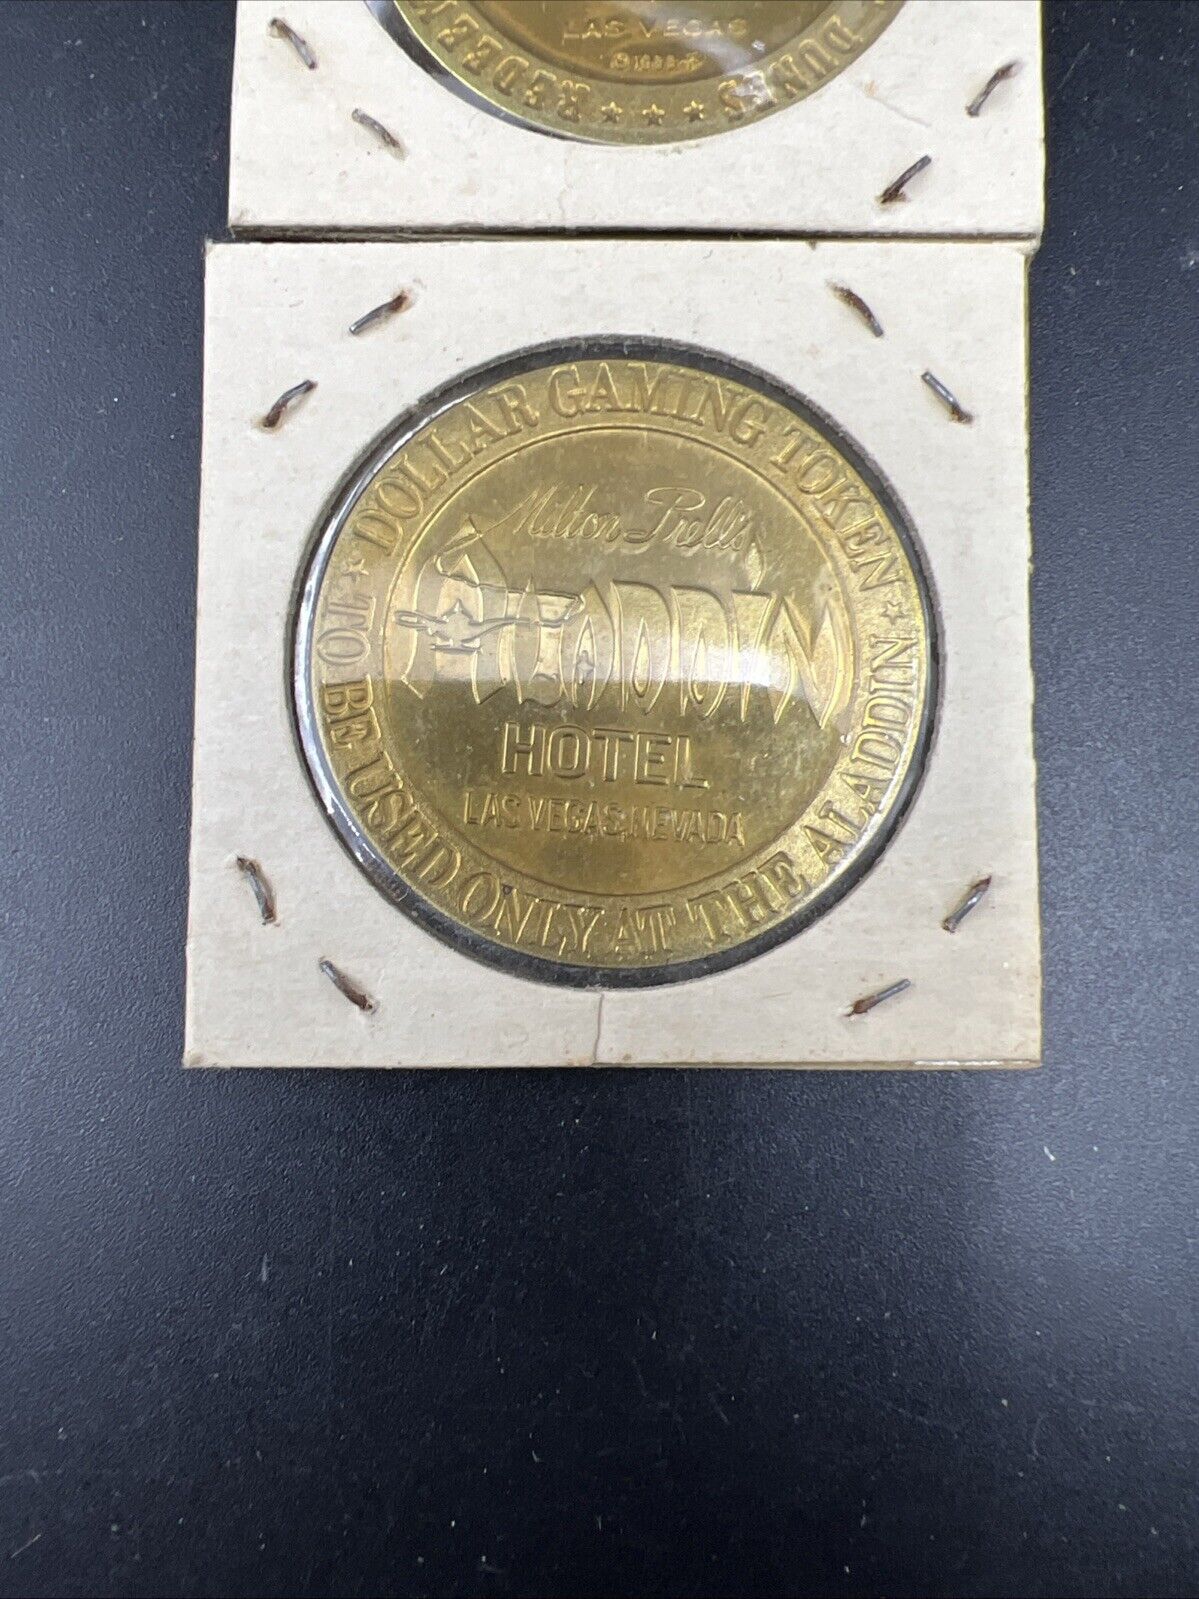 LAS VEGAS
DUNES ★ ★ ★ REDEEM
★ DOLLAR GAMING TOKEN ★
Milton Prell's
ALADDIN
HOTEL
LAS VEGAS, NEVADA
TO BE USED ONLY AT THE ALADDIN